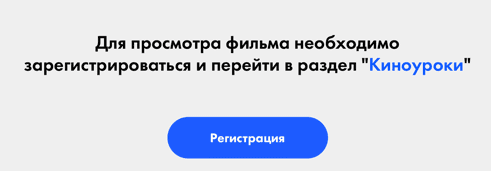 Для просмотра фильма необходимо
зарегистрироваться и перейти в раздел "Киноуроки"
Регистрация